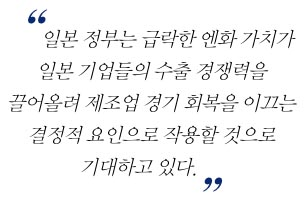 “
일본 정부는 급락한 엔화 가치가
일본 기업들의 수출 경쟁력을
끌어올려 제조업 경기 회복을 이끄는
결정적 요인으로 작용할 것으로
기대하고 있다.
”